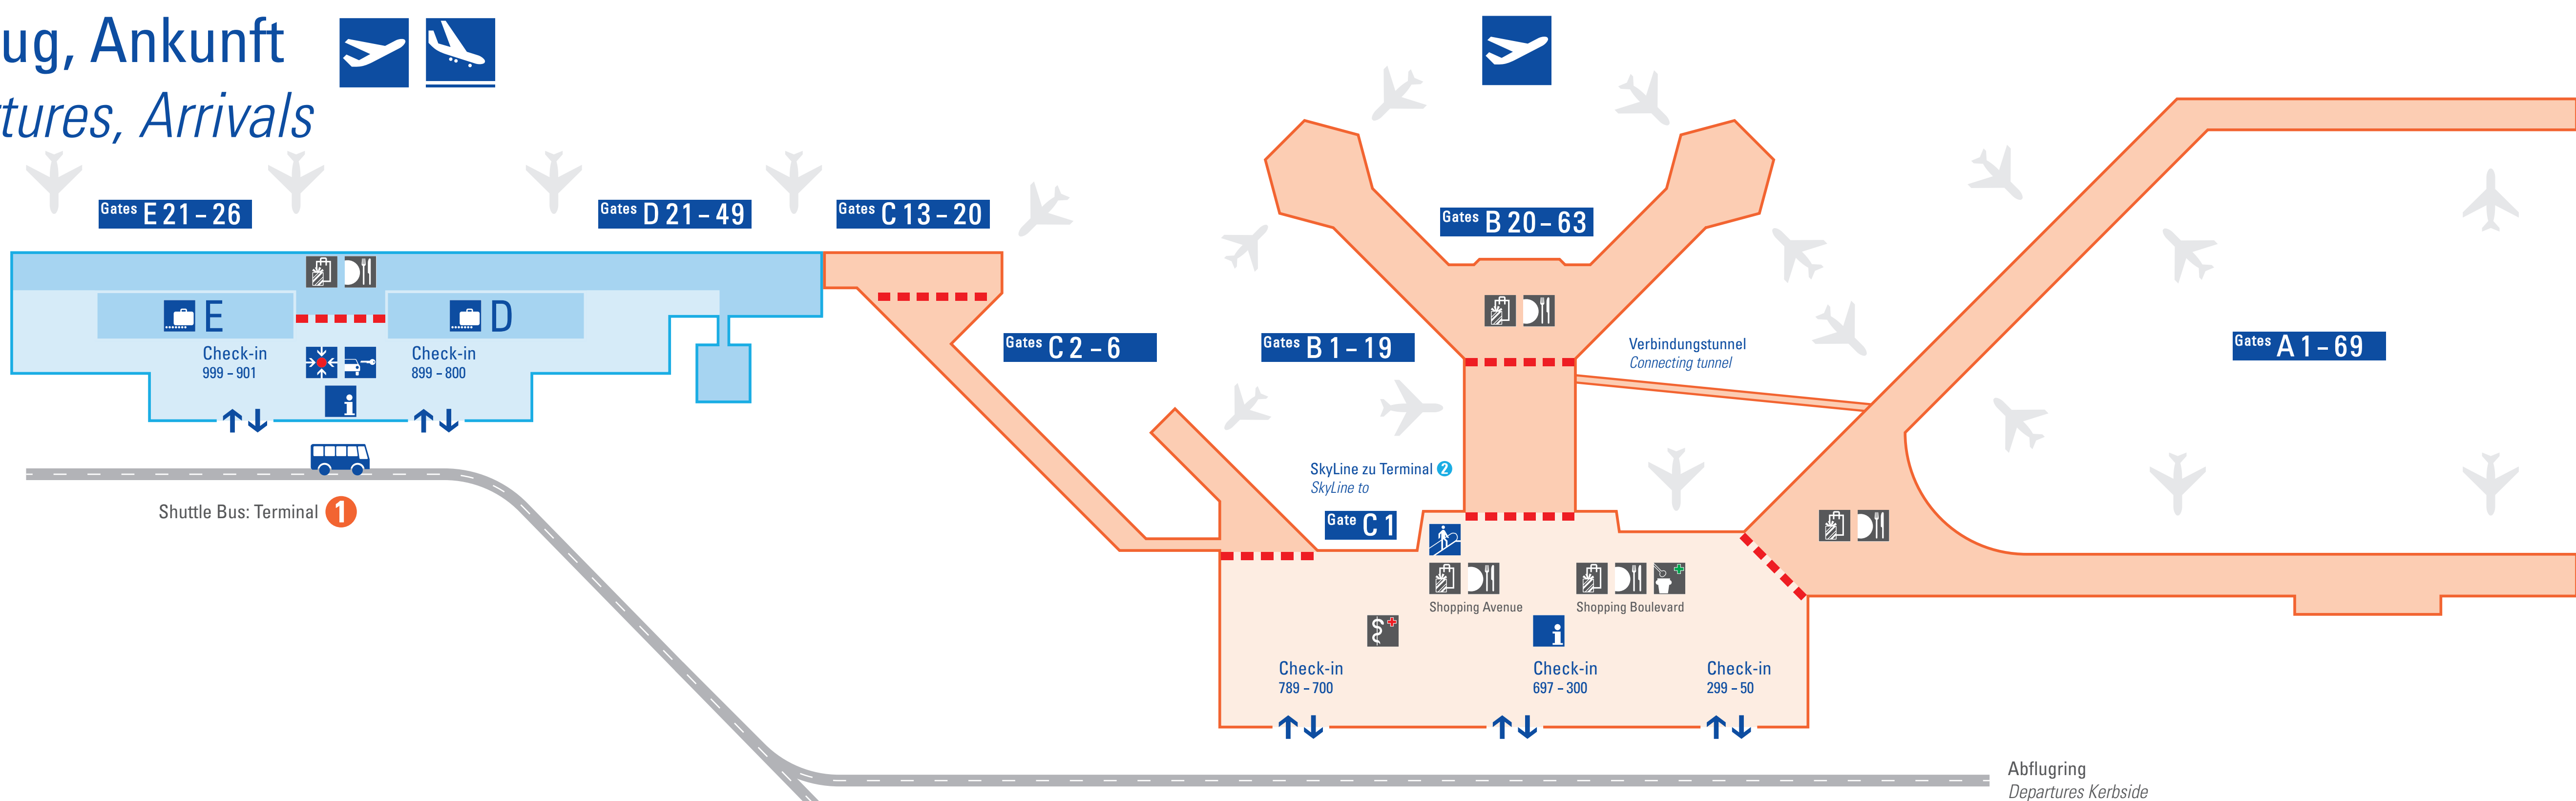 ug, Ankunft
tures, Arrivals
Gates E 21 – 26
Gates D 21 – 49
Gates C 13 – 20
Gates B 20 – 63
Gates C 2 – 6
Gates B 1 – 19
Gates A 1 – 69
Verbindungstunnel
Connecting tunnel
E
D
Check-in
999 – 901
Check-in
899 – 800
i
Shuttle Bus: Terminal 1
SkyLine zu Terminal 2
SkyLine to
Gate C 1
Shopping Avenue
Shopping Boulevard
i
Check-in
789 – 700
Check-in
697 – 300
Check-in
299 – 50
Abflugring
Departures Kerbside